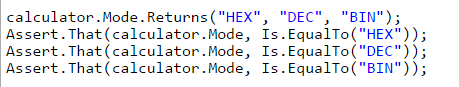 calculator.Mode.Returns("HEX", "DEC", "BIN");
Assert.That(calculator.Mode, Is.EqualTo("HEX"));
Assert.That(calculator.Mode, Is.EqualTo("DEC"));
Assert.That(calculator.Mode, Is.EqualTo("BIN"));